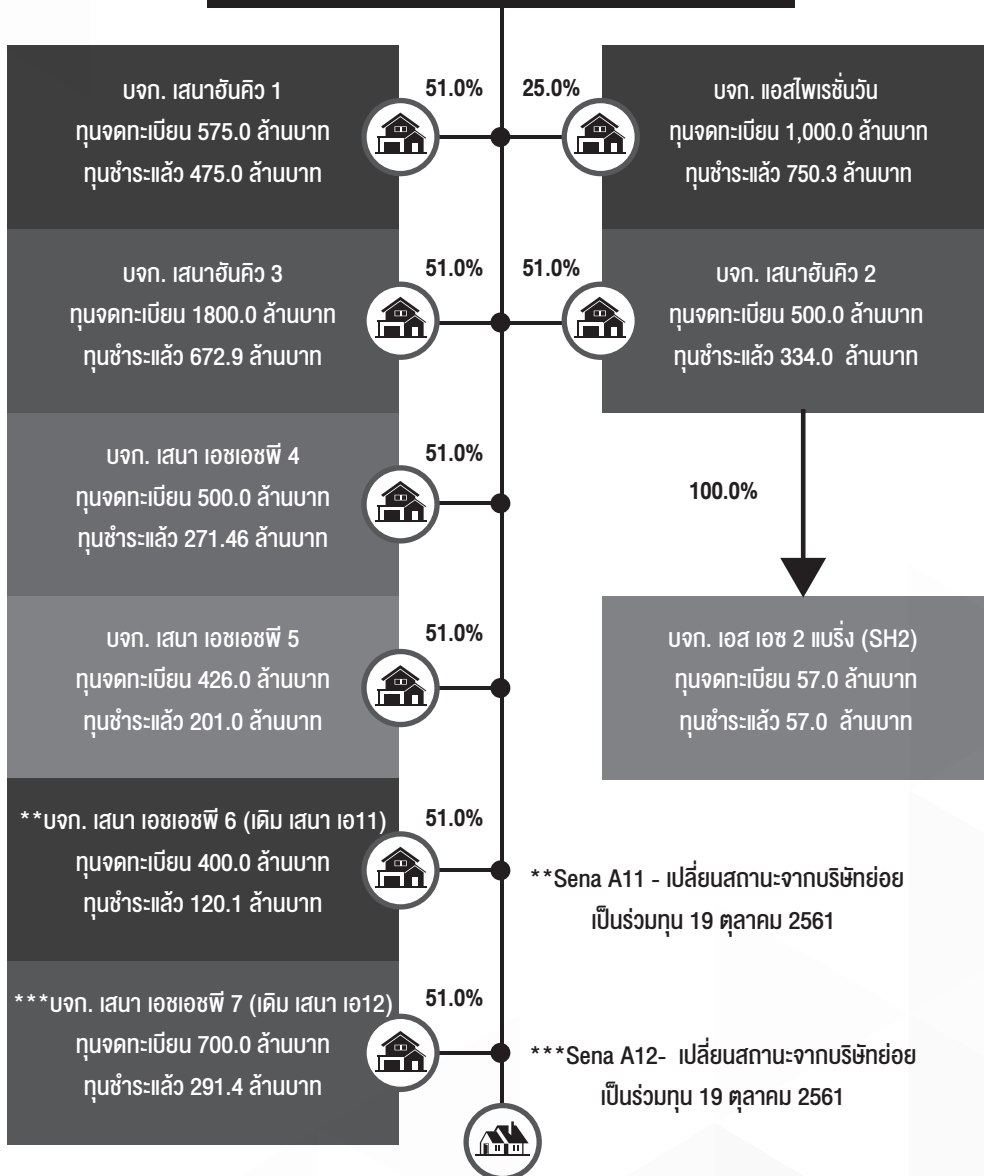 บจก. เสนาฮันคิว 1
ทุนจดทะเบียน 575.0 ล้านบาท
ทุนชำระแล้ว 475.0 ล้านบาท
51.0%
25.0%
บจก. แอสไพเรชั่นวัน
ทุนจดทะเบียน 1,000.0 ล้านบาท
ทุนชำระแล้ว 750.3 ล้านบาท
บจก. เสนาฮันคิว 3
ทุนจดทะเบียน 1800.0 ล้านบาท
ทุนชำระแล้ว 672.9 ล้านบาท
51.0%
51.0%
บจก. เสนาฮันคิว 2
ทุนจดทะเบียน 500.0 ล้านบาท
ทุนชำระแล้ว 334.0 ล้านบาท
บจก. เสนา เอชเอชพี 4
ทุนจดทะเบียน 500.0 ล้านบาท
ทุนชำระแล้ว 271.46 ล้านบาท
51.0%
100.0%
บจก. เสนา เอชเอชพี 5
ทุนจดทะเบียน 426.0 ล้านบาท
ทุนชำระแล้ว 201.0 ล้านบาท
51.0%
บจก. เอส เอช 2 แบริ่ง (SH2)
ทุนจดทะเบียน 57.0 ล้านบาท
ทุนชำระแล้ว 57.0 ล้านบาท
**บจก. เสนา เอชเอชพี 6 (เดิม เสนา เอ11)
ทุนจดทะเบียน 400.0 ล้านบาท
ทุนชำระแล้ว 120.1 ล้านบาท
51.0%
**Sena A11 - เปลี่ยนสถานะจากบริษัทย่อย
เป็นร่วมทุน 19 ตุลาคม 2561
***บจก. เสนา เอชเอชพี 7 (เดิม เสนา เอ12)
ทุนจดทะเบียน 700.0 ล้านบาท
ทุนชำระแล้ว 291.4 ล้านบาท
51.0%
***Sena A12- เปลี่ยนสถานะจากบริษัทย่อย
เป็นร่วมทุน 19 ตุลาคม 2561